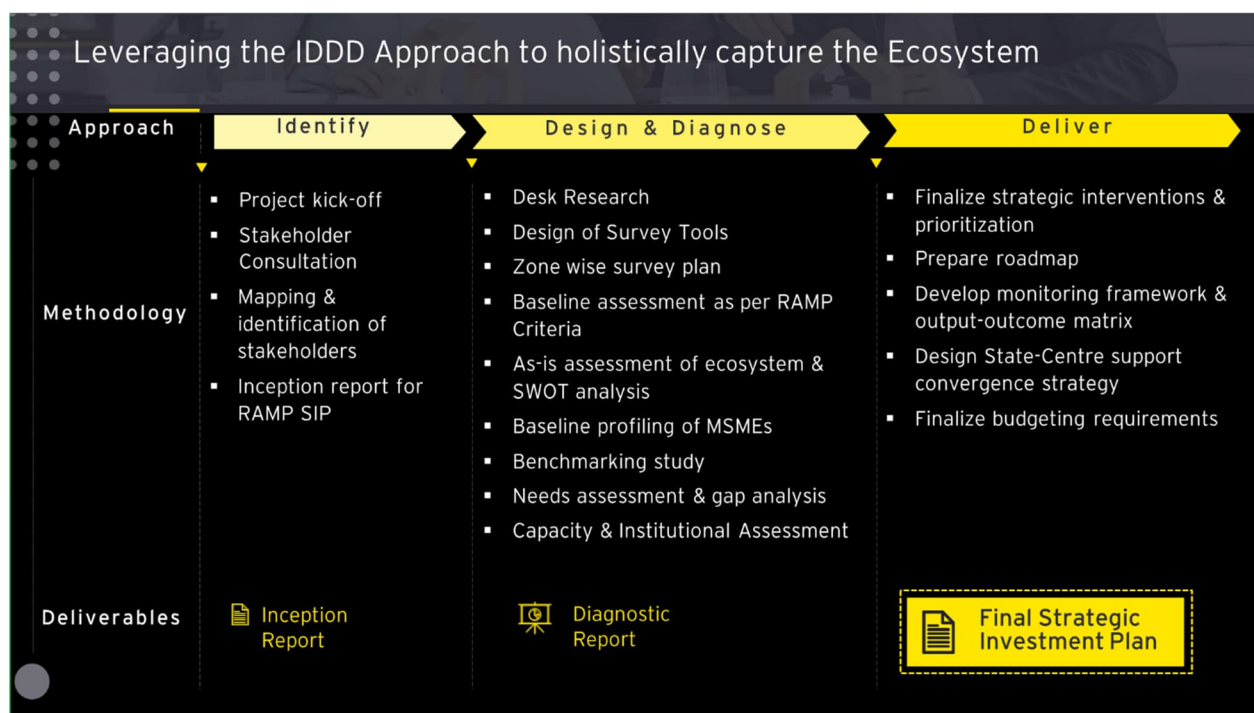 Leveraging the IDDD Approach to holistically capture the Ecosystem
Approach
Identify
Design & Diagnose
Deliver
Methodology
▪ Project kick-off
▪ Stakeholder
Consultation
▪ Mapping &
identification of
stakeholders
▪ Inception report for
RAMP SIP
▪ Desk Research
▪ Design of Survey Tools
▪ Zone wise survey plan
▪ Baseline assessment as per RAMP
Criteria
▪ As-is assessment of ecosystem &
SWOT analysis
▪ Baseline profiling of MSMEs
▪ Benchmarking study
▪ Needs assessment & gap analysis
▪ Capacity & Institutional Assessment
▪ Finalize strategic interventions &
prioritization
▪ Prepare roadmap
▪ Develop monitoring framework &
output-outcome matrix
▪ Design State-Centre support
convergence strategy
▪ Finalize budgeting requirements
Deliverables
Inception
Report
Diagnostic
Report
Final Strategic
Investment Plan